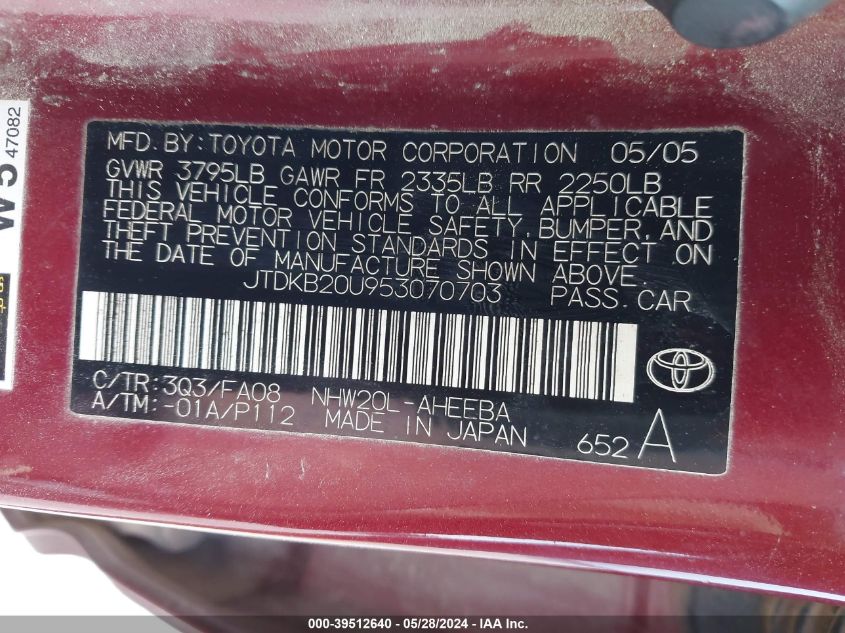 MFD. BY: TOYOTA MOTOR CORPORATION 05/05
GVWR 3795LB GAWR FR 2335LB RR 2250LB
THIS VEHICLE CONFORMS TO ALL APPLICABLE
FEDERAL MOTOR VEHICLE SAFETY, BUMPER, AND
THEFT PREVENTION STANDARDS IN EFFECT ON
THE DATE OF MANUFACTURE SHOWN ABOVE.
JTDKB20U953070703 PASS. CAR
C/TR: 3Q3/FA08 NHW20L-AHEEBA
A/TM: -01A/P112 MADE IN JAPAN
652 A
W5
47082
000-39512640 - 05/28/2024 - IAA Inc.